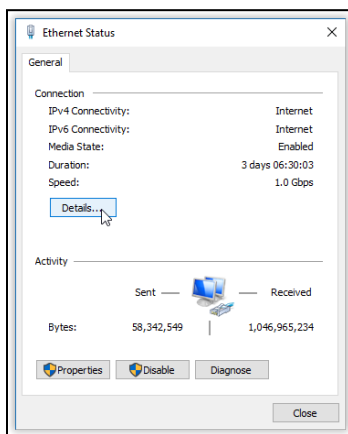 Ethernet Status
General
Connection
IPv4 Connectivity: Internet
IPv6 Connectivity: Internet
Media State: Enabled
Duration: 3 days 06:30:03
Speed: 1.0 Gbps
Details...
Activity
Sent Received
Bytes: 58,342,549 1,046,965,234
Properties Disable Diagnose
Close